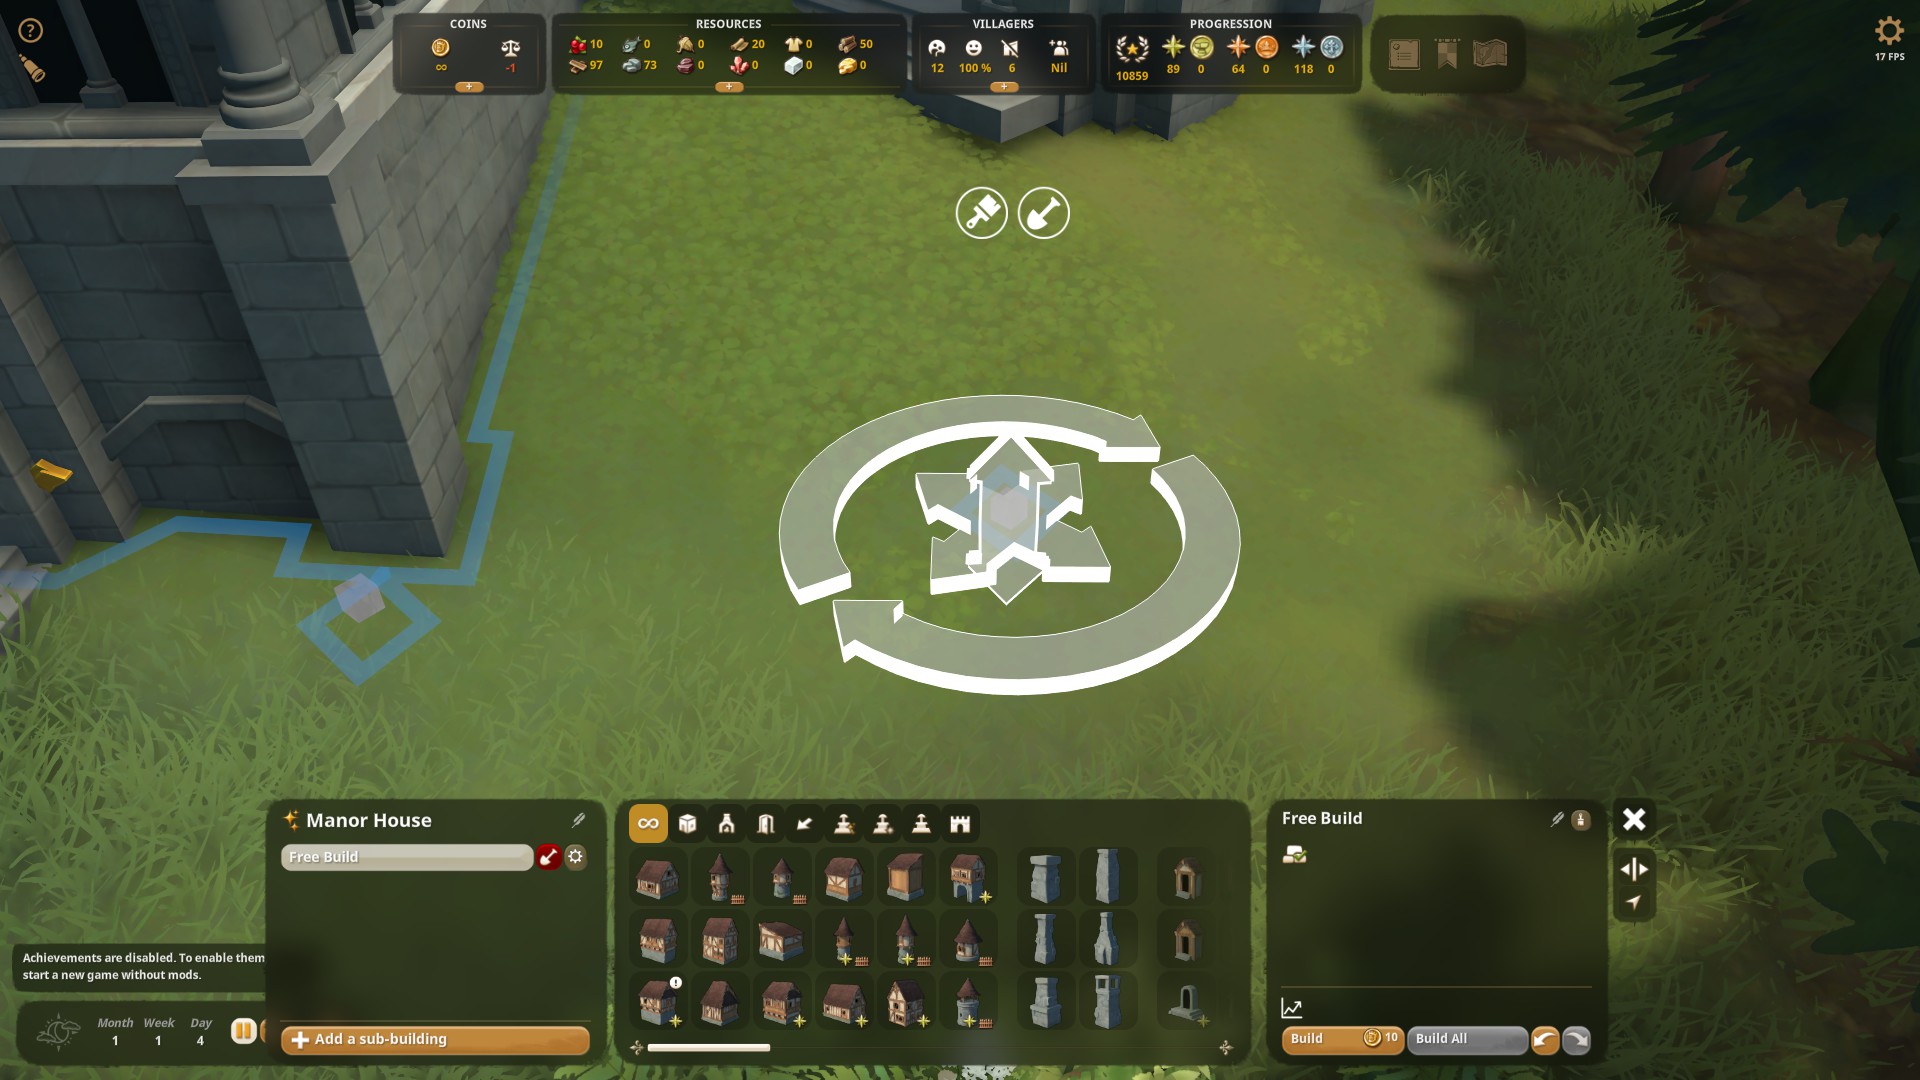 COINS
∞
-1
RESOURCES
10
0
0
20
0
50
97
73
0
0
0
0
VILLAGERS
12
100 %
6
Nil
PROGRESSION
10859
89
0
64
0
118
0
17 FPS
?
Manor House
Free Build
Add a sub-building
Achievements are disabled. To enable them
start a new game without mods.
Month
Week
Day
1
1
4
Free Build
Build
10
Build All